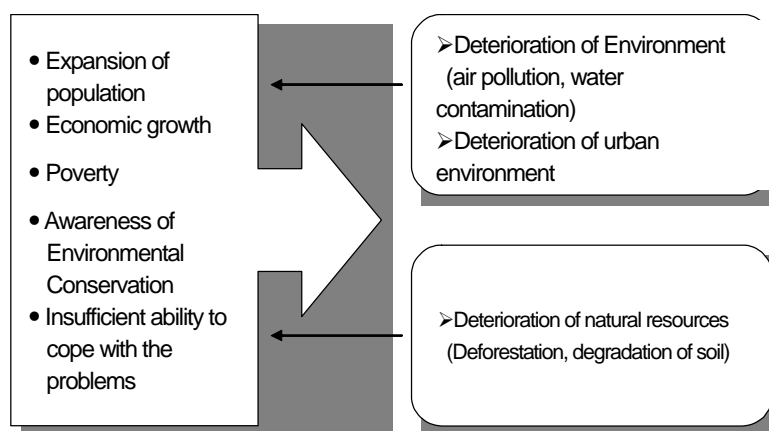 • Expansion of
population
• Economic growth
• Poverty
• Awareness of
Environmental
Conservation
• Insufficient ability to
cope with the
problems
➢Deterioration of Environment
(air pollution, water
contamination)
➢Deterioration of urban
environment
➢Deterioration of natural resources
(Deforestation, degradation of soil)